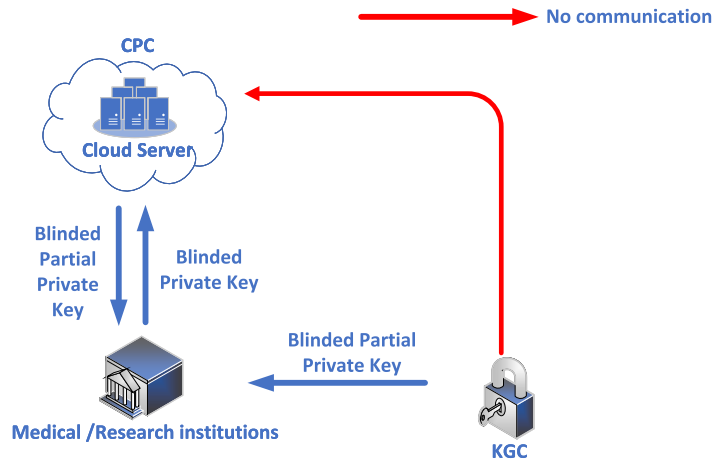 No communication
CPC
Cloud Server
Blinded
Partial
Private
Key
Blinded
Private Key
Blinded Partial
Private Key
Medical /Research institutions
KGC